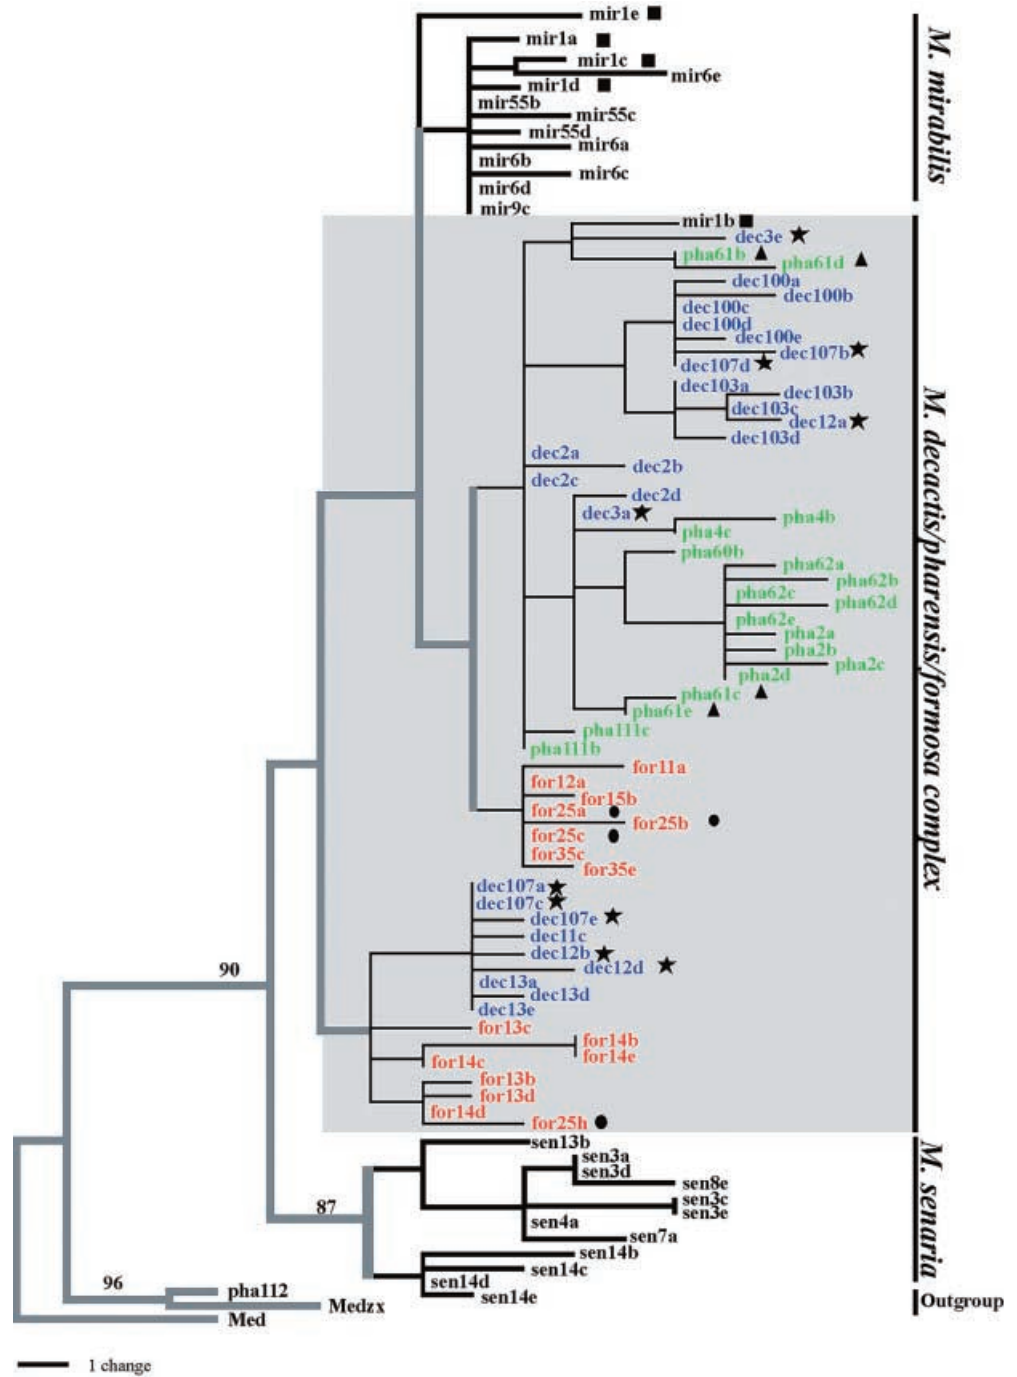 mir1e
mir1a
mir1c
mir6e
mir1d
mir55b
mir55c
mir55d
mir6a
mir6b
mir6c
mir6d
mir9c
M. mirabilis
mir1b
dec3e
pha61b
pha61d
dec100a
dec100b
dec100c
dec100d
dec100e
dec107b
dec107d
dec103a
dec103b
dec103c
dec12a
dec103d
dec2a
dec2b
dec2c
dec2d
dec3a
pha4b
pha4c
pha60b
pha62a
pha62b
pha62c
pha62d
pha62e
pha2a
pha2b
pha2c
pha2d
pha61c
pha61e
pha111c
pha111b
for11a
for12a
for15b
for25a
for25b
for25c
for35c
for35e
dec107a
dec107c
dec107e
dec11c
dec12b
dec12d
dec13a
dec13d
dec13e
for13c
for14b
for14e
for14c
for13b
for13d
for14d
for25h
M. decactis/pharensis/formosa complex
90
sen13b
sen3a
sen3d
sen8e
sen3c
sen3e
87
sen4a
sen7a
sen14b
sen14c
sen14d
sen14e
M. senaria
96
pha112
Medzx
Med
Outgroup
1 change